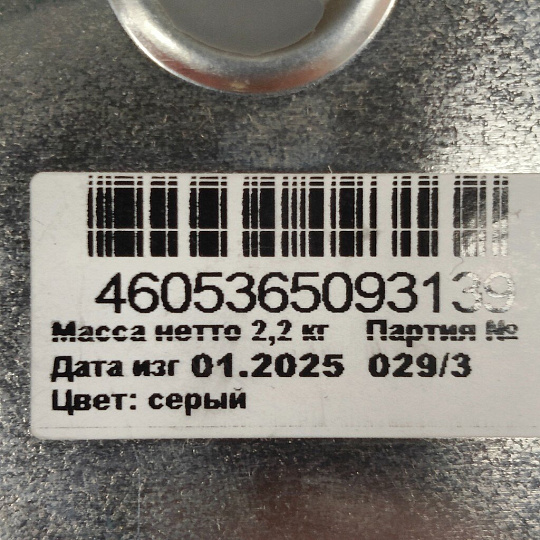 4605365093139
Масса нетто 2,2 кг Партия №
Дата изг 01.2025 029/3
Цвет: серый